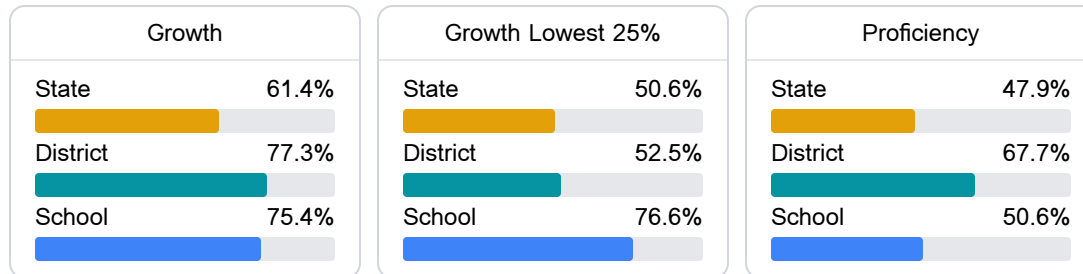 Growth
State 61.4%
District 77.3%
School 75.4%
Growth Lowest 25%
State 50.6%
District 52.5%
School 76.6%
Proficiency
State 47.9%
District 67.7%
School 50.6%